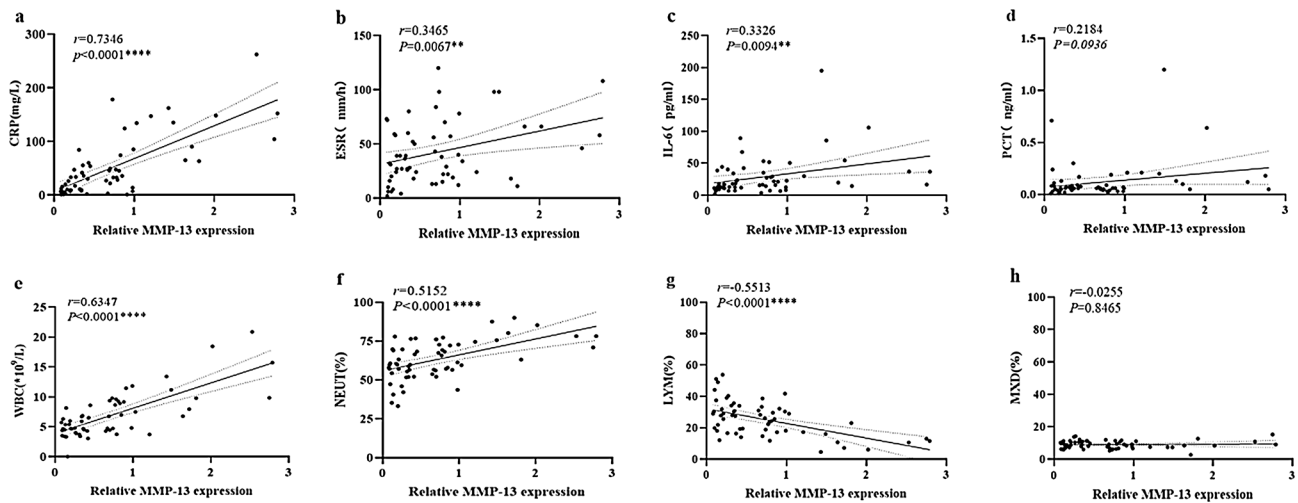 a
r=0.7346
p<0.0001****
CRP(mg/L)
300
200
100
0
0 1 2 3
Relative MMP-13 expression
b
r=0.3465
P=0.0067**
ESR( mm/h)
150
100
50
0
0 1 2 3
Relative MMP-13 expression
c
r=0.3326
P=0.0094**
IL-6( pg/ml)
250
200
150
100
50
0
0 1 2 3
Relative MMP-13 expression
d
r=0.2184
P=0.0936
PCT( ng/ml)
1.5
1.0
0.5
0.0
0 1 2 3
Relative MMP-13 expression
e
r=0.6347
P<0.0001****
WBC(*10⁹/L)
25
20
15
10
5
0
0 1 2 3
Relative MMP-13 expression
f
r=0.5152
P<0.0001****
NEUT(%)
100
75
50
25
0
0 1 2 3
Relative MMP-13 expression
g
r=-0.5513
P<0.0001****
LYM(%)
100
80
60
40
20
0
0 1 2 3
Relative MMP-13 expression
h
r=-0.0255
P=0.8465
MXD(%)
100
80
60
40
20
0
0 1 2 3
Relative MMP-13 expression